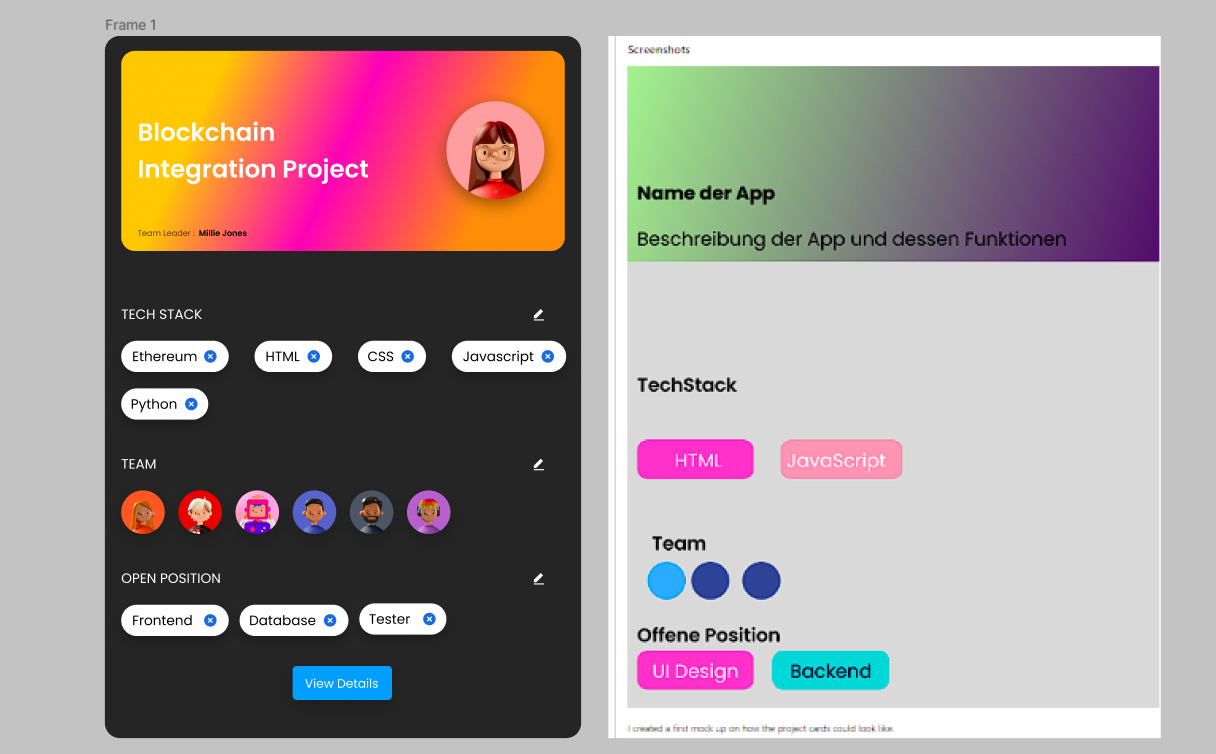 Frame 1
Blockchain
Integration Project
Team Leader : Millie Jones
TECH STACK
Ethereum
HTML
CSS
Javascript
Python
TEAM
OPEN POSITION
Frontend
Database
Tester
View Details
Screenshots
Name der App
Beschreibung der App und dessen Funktionen
TechStack
HTML
JavaScript
Team
Offene Position
UI Design
Backend
I created a first mock up on how the project cards could look like.